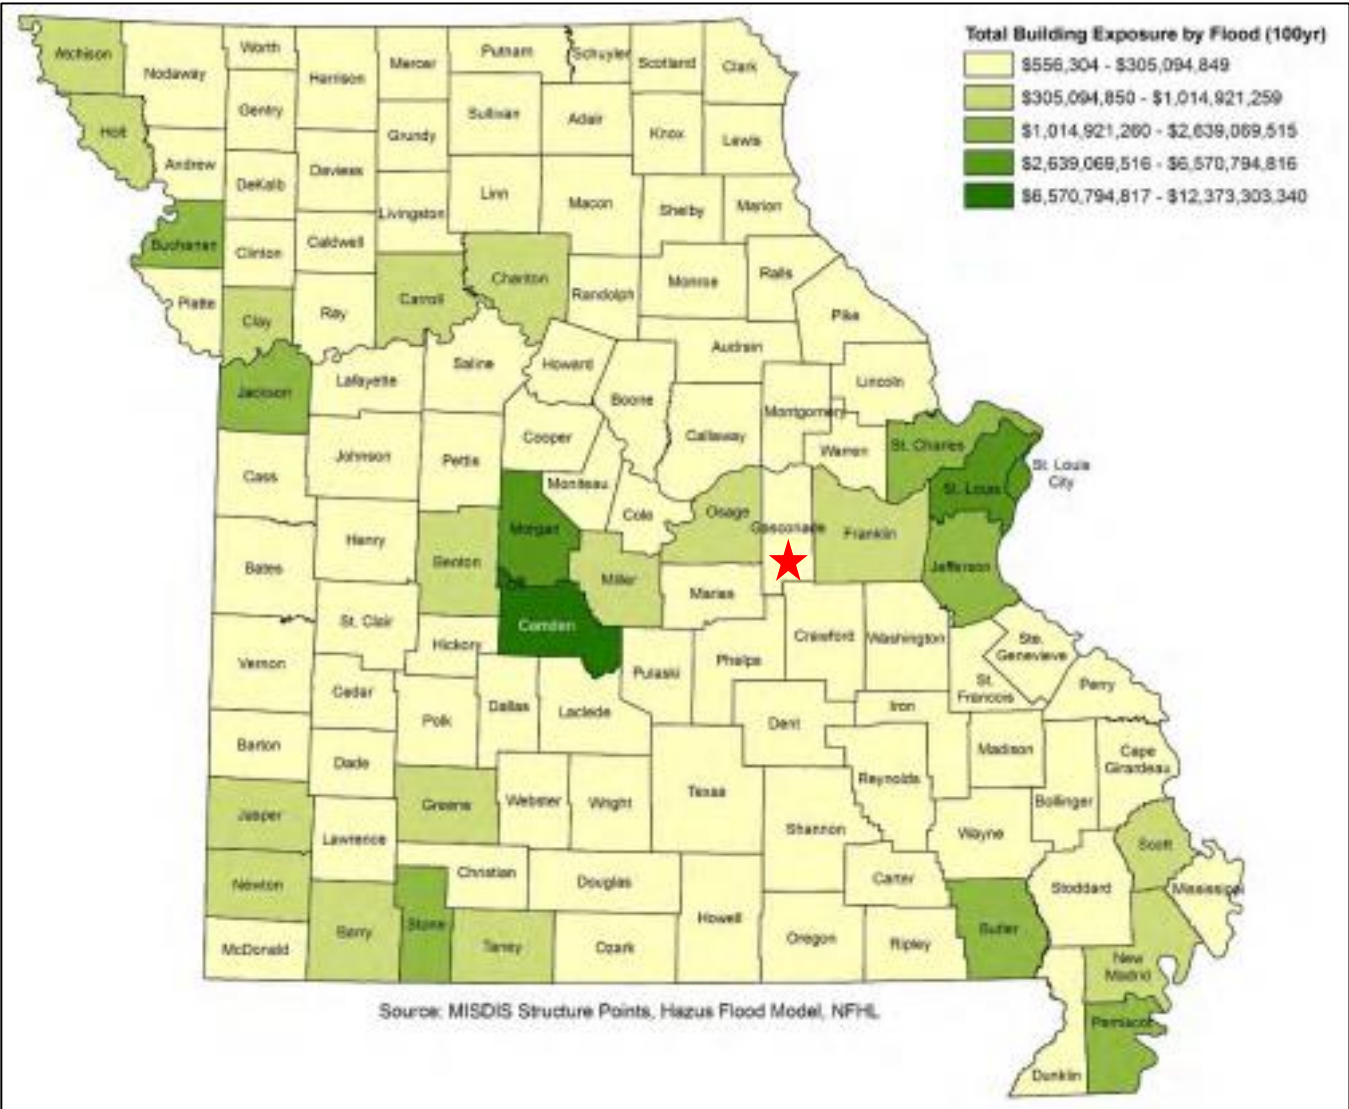 Total Building Exposure by Flood (100yr)
$556,304 - $305,094,849
$305,094,850 - $1,014,921,259
$1,014,921,260 - $2,639,069,515
$2,639,069,516 - $6,570,794,816
$6,570,794,817 - $12,373,303,340
Atchison
Nodaway
Worth
Harrison
Mercer
Putnam
Schuyler
Scotland
Clark
Holt
Gentry
Sullivan
Adair
Knox
Lewis
Grundy
Andrew
DeKalb
Daviess
Livingston
Linn
Macon
Shelby
Marion
Buchanan
Clinton
Caldwell
Chariton
Randolph
Monroe
Ralls
Pike
Platte
Clay
Ray
Carroll
Audrain
Jackson
Lafayette
Saline
Howard
Boone
Callaway
Montgomery
Lincoln
Cass
Johnson
Pettis
Cooper
Moniteau
Cole
Warren
St. Charles
St. Louis
St. Louis
City
Osage
Gasconade
Franklin
Jefferson
Bates
Henry
Benton
Morgan
Miller
Maries
Camden
St. Clair
Hickory
Pulaski
Phelps
Crawford
Washington
Ste.
Genevieve
St.
Francois
Perry
Vernon
Cedar
Polk
Dallas
Laclede
Dent
Iron
Madison
Cape
Girardeau
Barton
Dade
Greene
Webster
Wright
Texas
Reynolds
Bollinger
Jasper
Lawrence
Shannon
Wayne
Scott
Newton
Christian
Douglas
Carter
Stoddard
Mississippi
McDonald
Barry
Stone
Taney
Ozark
Howell
Oregon
Ripley
Butler
New
Madrid
Pemiscot
Dunklin
Source: MISDIS Structure Points, Hazus Flood Model, NFHL